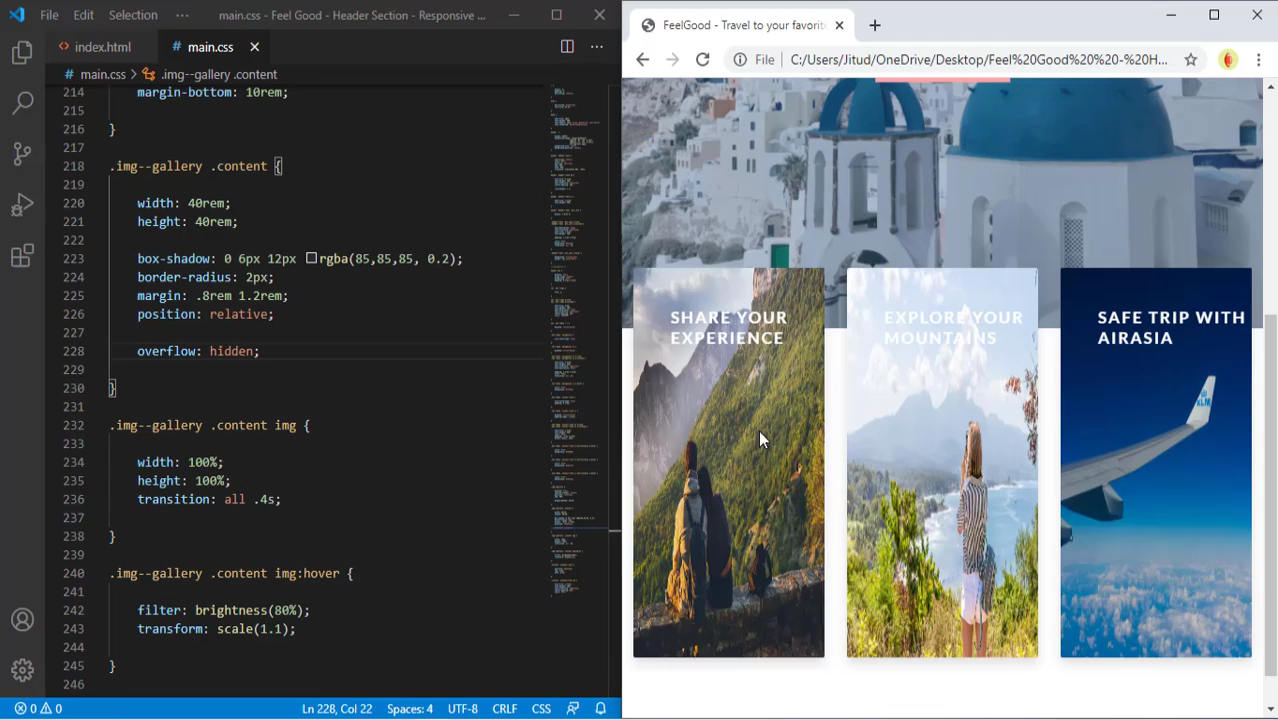 File Edit Selection ··· main.css - Feel Good - Header Section - Responsive ...
index.html main.css
main.css > .img--gallery .content
214 margin-bottom: 10rem;
215
216 }
217
218 .img--gallery .content {
219
220 width: 40rem;
221 height: 40rem;
222
223 box-shadow: 0 6px 12px rgba(85,85,85, 0.2);
224 border-radius: 2px;
225 margin: .8rem 1.2rem;
226 position: relative;
227
228 overflow: hidden;
229
230 }
231
232 .img--gallery .content img {
233
234 width: 100%;
235 height: 100%;
236 transition: all .4s;
237
238 }
239
240 .img--gallery .content img:hover {
241
242 filter: brightness(80%);
243 transform: scale(1.1);
244
245 }
246
0 0 Ln 228, Col 22 Spaces: 4 UTF-8 CRLF CSS
FeelGood - Travel to your favorit
File C:/Users/Jitud/OneDrive/Desktop/Feel%20Good%20%20-%20H...
SHARE YOUR
EXPERIENCE
EXPLORE YOUR
MOUNTAINS
SAFE TRIP WITH
AIRASIA
KLM